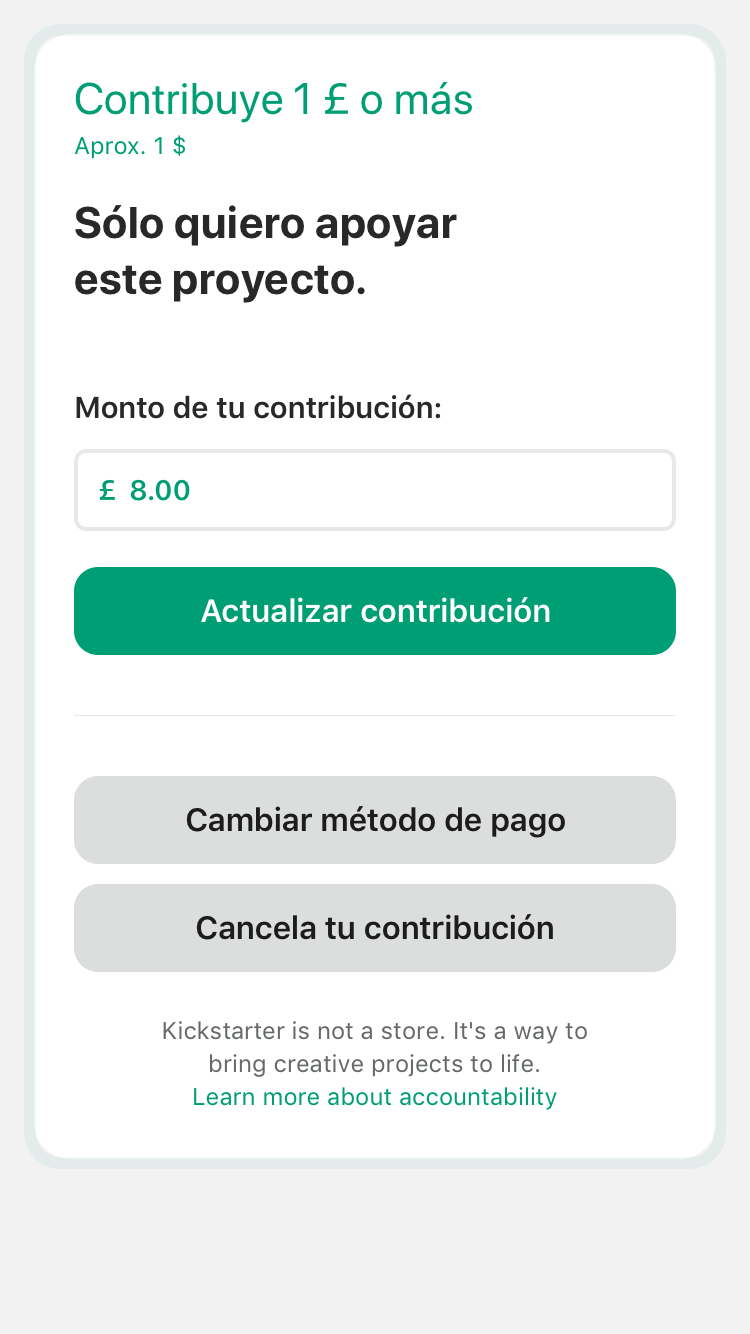 Contribuye 1 £ o más
Aprox. 1 $
Sólo quiero apoyar
este proyecto.
Monto de tu contribución:
£ 8.00
Actualizar contribución
Cambiar método de pago
Cancela tu contribución
Kickstarter is not a store. It's a way to
bring creative projects to life.
Learn more about accountability